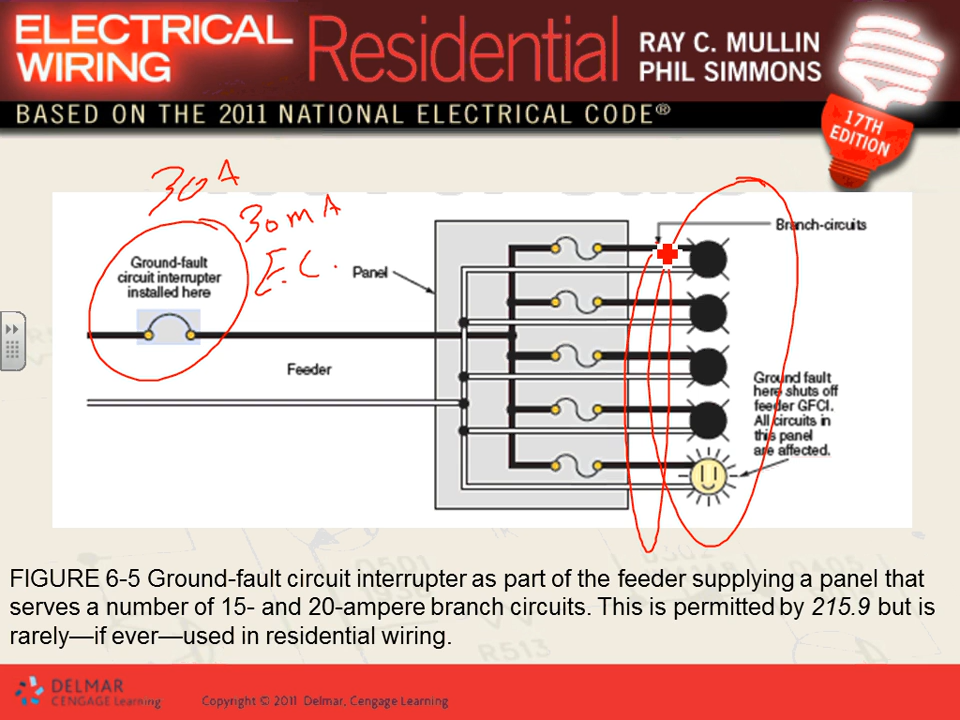 ELECTRICAL WIRING
Residential
RAY C. MULLIN
PHIL SIMMONS
BASED ON THE 2011 NATIONAL ELECTRICAL CODE®
17TH
EDITION
30 A
30 m A
E.C.
Ground-fault
circuit interrupter
installed here
Panel
Feeder
Branch-circuits
Ground fault
here shuts off
feeder GFCI.
All circuits in
this panel
are affected.
FIGURE 6-5 Ground-fault circuit interrupter as part of the feeder supplying a panel that
serves a number of 15- and 20-ampere branch circuits. This is permitted by 215.9 but is
rarely—if ever—used in residential wiring.
DELMAR
CENGAGE Learning
Copyright © 2011 Delmar, Cengage Learning
R513